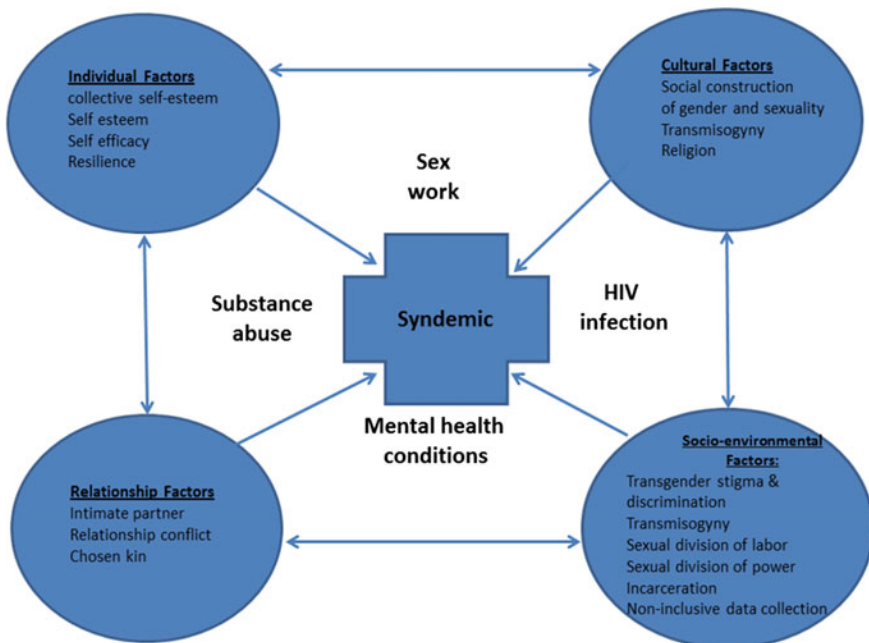 Individual Factors
collective self-esteem
Self esteem
Self efficacy
Resilience
Cultural Factors
Social construction
of gender and sexuality
Transmisogyny
Religion
Sex
work
Substance
abuse
Syndemic
HIV
infection
Mental health
conditions
Relationship Factors
Intimate partner
Relationship conflict
Chosen kin
Socio-environmental
Factors:
Transgender stigma &
discrimination
Transmisogyny
Sexual division of labor
Sexual division of power
Incarceration
Non-inclusive data collection